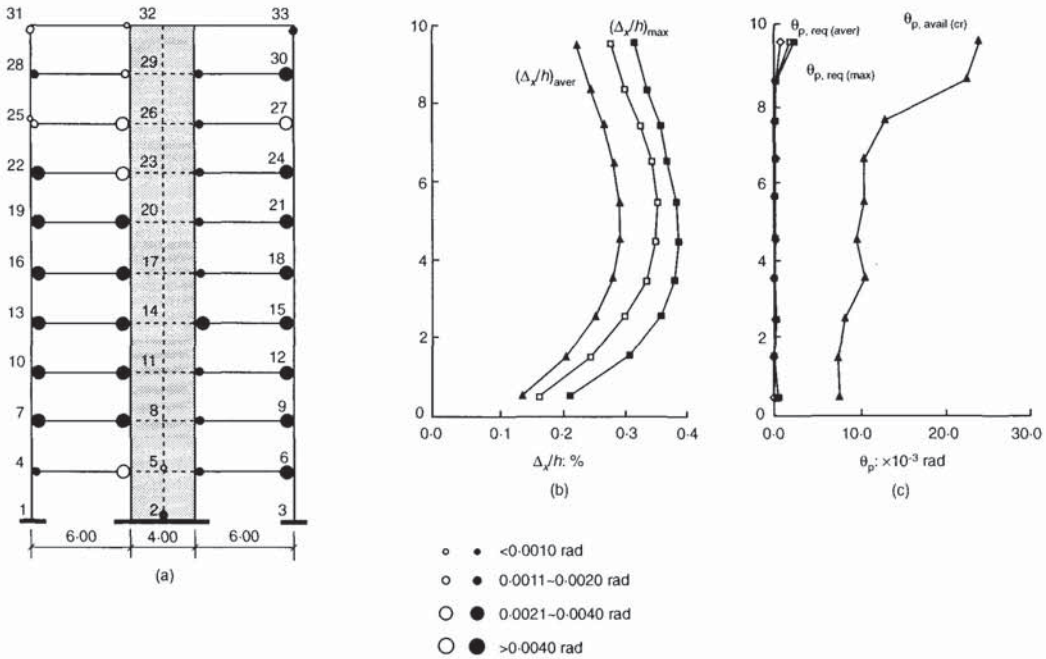 31 32 33
28 29 30
25 26 27
22 23 24
19 20 21
16 17 18
13 14 15
10 11 12
7 8 9
4 5 6
1 2 3
6·00 4·00 6·00
(a)
10
8
6
4
2
0
(Δx/h)aver
(Δx/h)max
0·0 0·1 0·2 0·3 0·4
Δx/h: %
(b)
10
8
6
4
2
0
θp, req (aver)
θp, req (max)
θp, avail (cr)
0·0 10·0 20·0 30·0
θp: ×10-3 rad
(c)
<0·0010 rad
0·0011~0·0020 rad
0·0021~0·0040 rad
>0·0040 rad